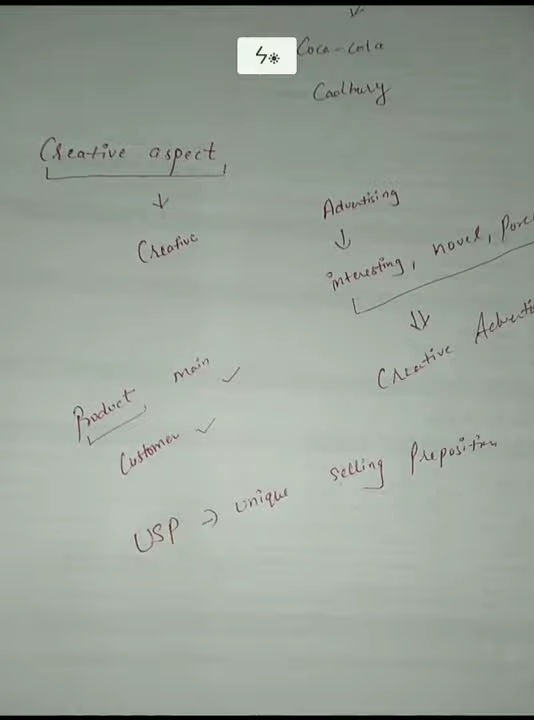 Coca-cola
Cadbury
Creative aspect
Creative
Advertising
interesting, novel,
Creative
Product, main
Customer
USP → unique selling Preposition